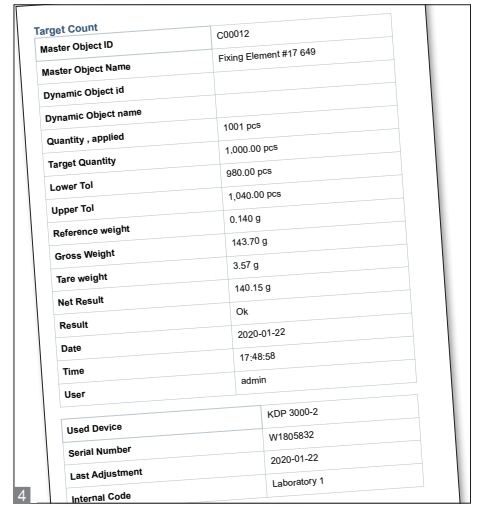 Target Count
Master Object ID C00012
Master Object Name Fixing Element #17 649
Dynamic Object id
Dynamic Object name
Quantity , applied 1001 pcs
Target Quantity 1,000.00 pcs
Lower Tol 980.00 pcs
Upper Tol 1,040.00 pcs
Reference weight 0.140 g
Gross Weight 143.70 g
Tare weight 3.57 g
Net Result 140.15 g
Result Ok
Date 2020-01-22
Time 17:48:58
User admin
Used Device KDP 3000-2
Serial Number W1805832
Last Adjustment 2020-01-22
Internal Code Laboratory 1
4